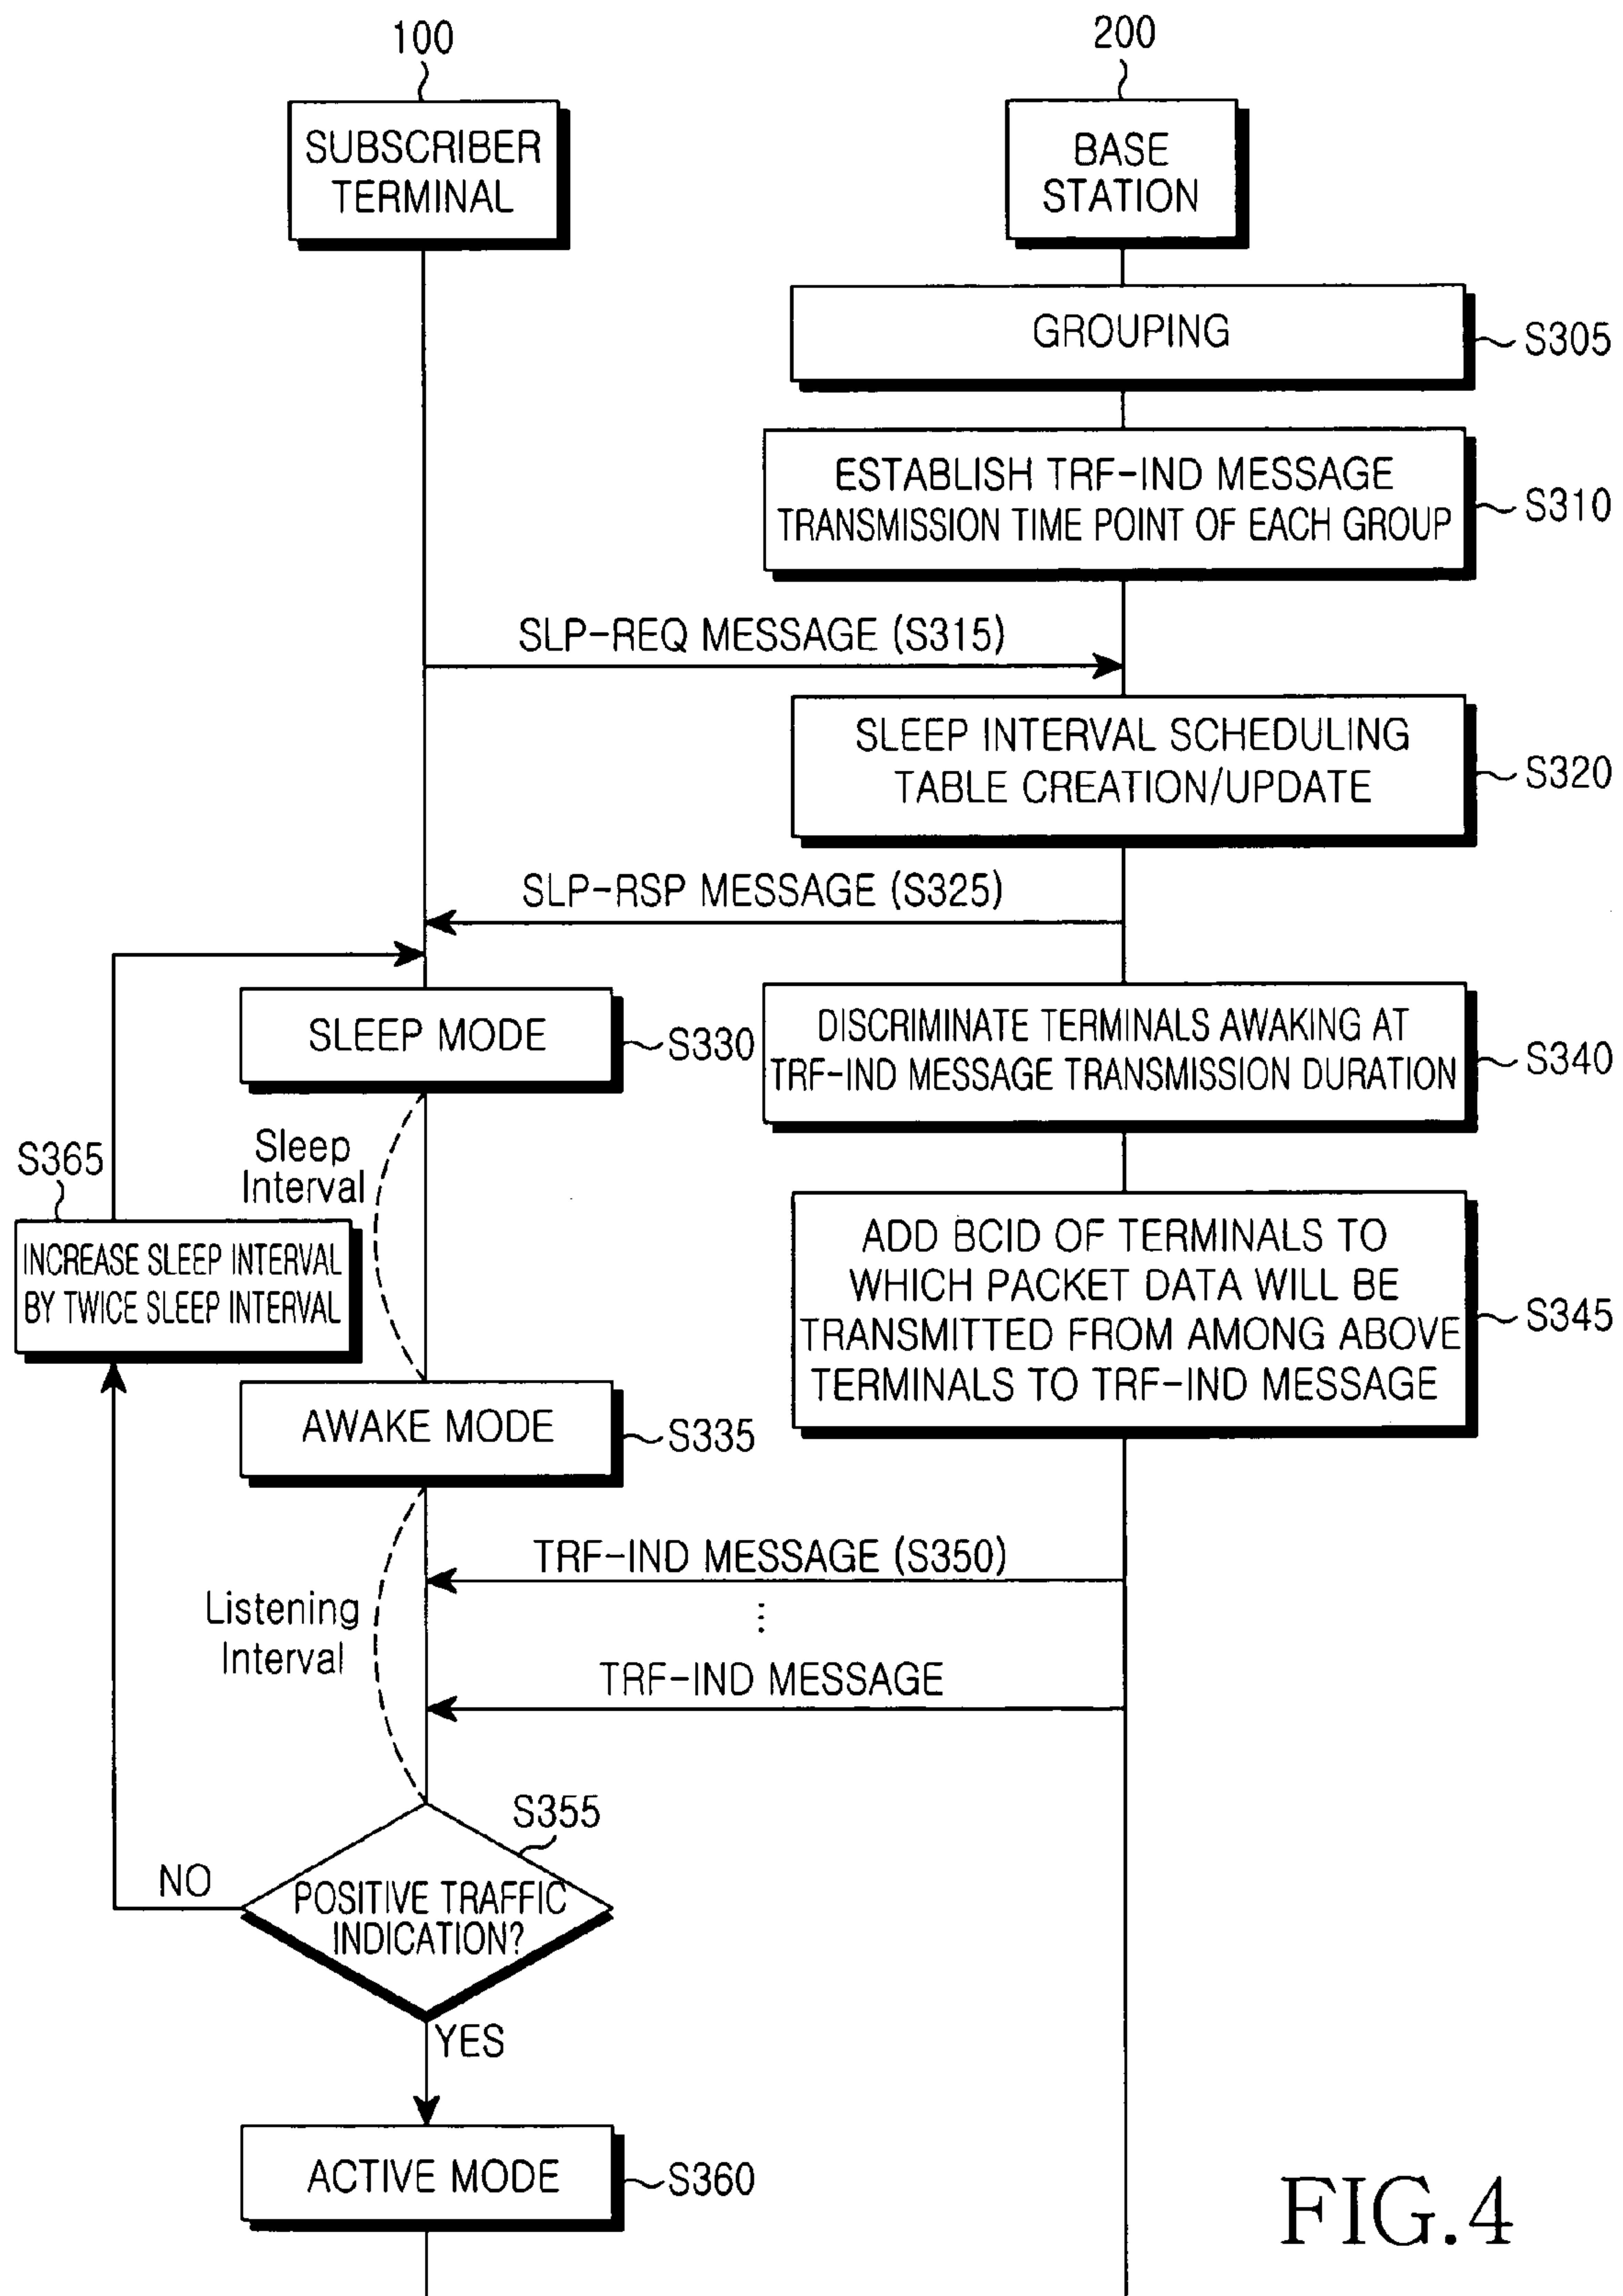 100
200
SUBSCRIBER
TERMINAL
BASE
STATION
GROUPING
S305
ESTABLISH TRF-IND MESSAGE
TRANSMISSION TIME POINT OF EACH GROUP
S310
SLP-REQ MESSAGE (S315)
SLEEP INTERVAL SCHEDULING
TABLE CREATION/UPDATE
S320
SLP-RSP MESSAGE (S325)
SLEEP MODE
S330
DISCRIMINATE TERMINALS AWAKING AT
TRF-IND MESSAGE TRANSMISSION DURATION
S340
Sleep
Interval
S365
INCREASE SLEEP INTERVAL
BY TWICE SLEEP INTERVAL
ADD BCID OF TERMINALS TO
WHICH PACKET DATA WILL BE
TRANSMITTED FROM AMONG ABOVE
TERMINALS TO TRF-IND MESSAGE
S345
AWAKE MODE
S335
TRF-IND MESSAGE (S350)
...
Listening
Interval
TRF-IND MESSAGE
S355
POSITIVE TRAFFIC
INDICATION?
NO
YES
ACTIVE MODE
S360
FIG.4